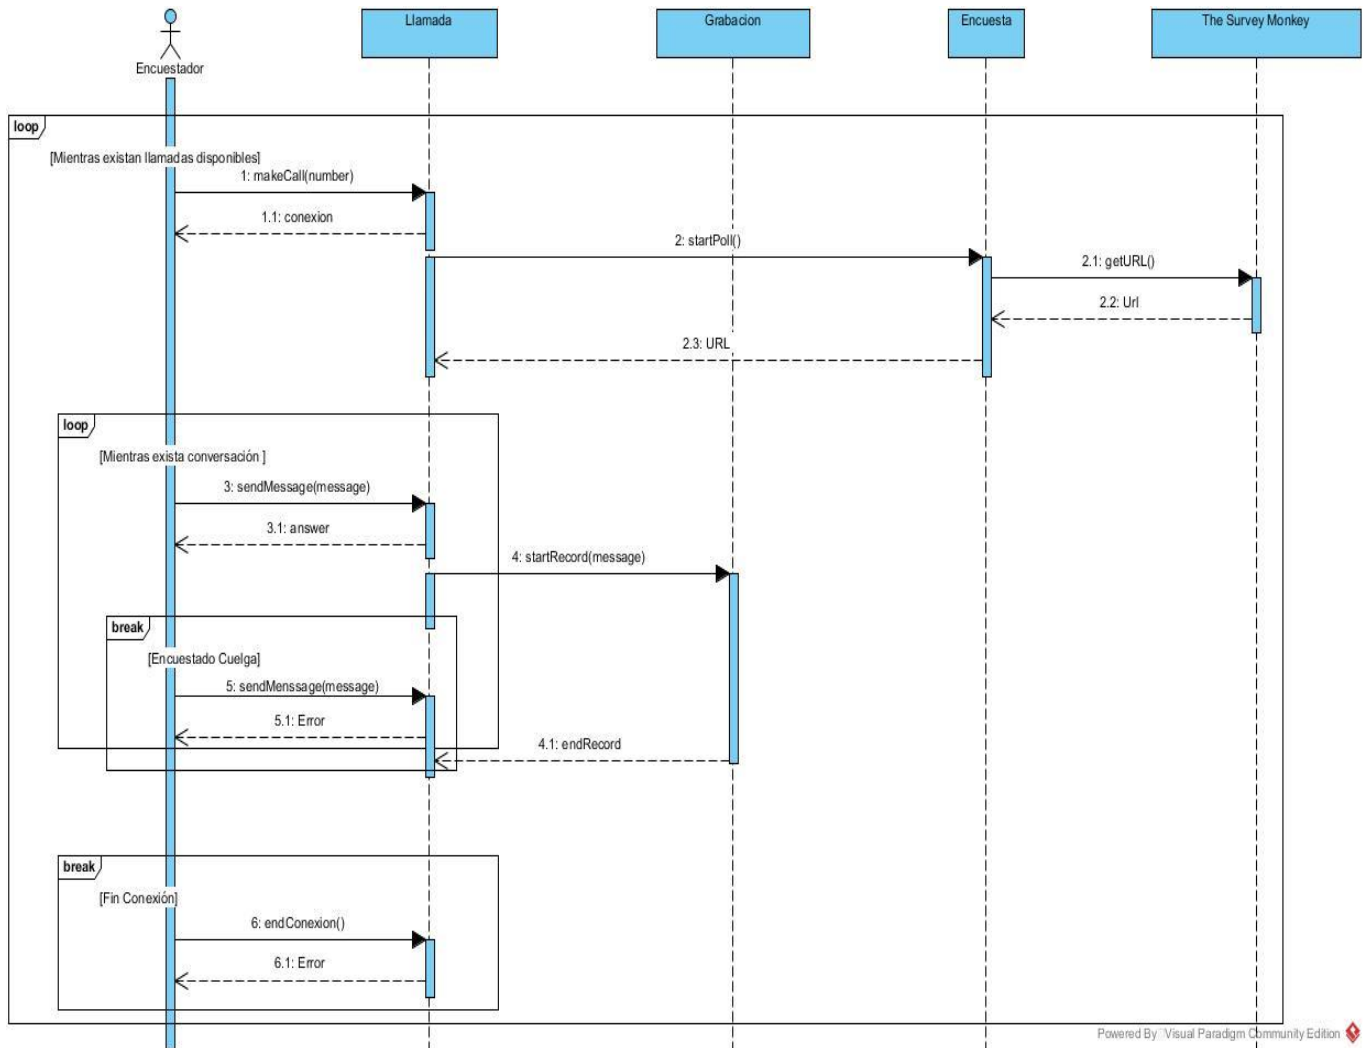 Encuestador
Llamada
Grabacion
Encuesta
The Survey Monkey
loop
[Mientras existan llamadas disponibles]
1: makeCall(number)
1.1: conexion
2: startPoll()
2.1: getURL()
2.2: Url
2.3: URL
loop
[Mientras exista conversación ]
3: sendMessage(message)
3.1: answer
4: startRecord(message)
break
[Encuestado Cuelga]
5: sendMenssage(message)
5.1: Error
4.1: endRecord
break
[Fin Conexión]
6: endConexion()
6.1: Error
Powered By Visual Paradigm Community Edition